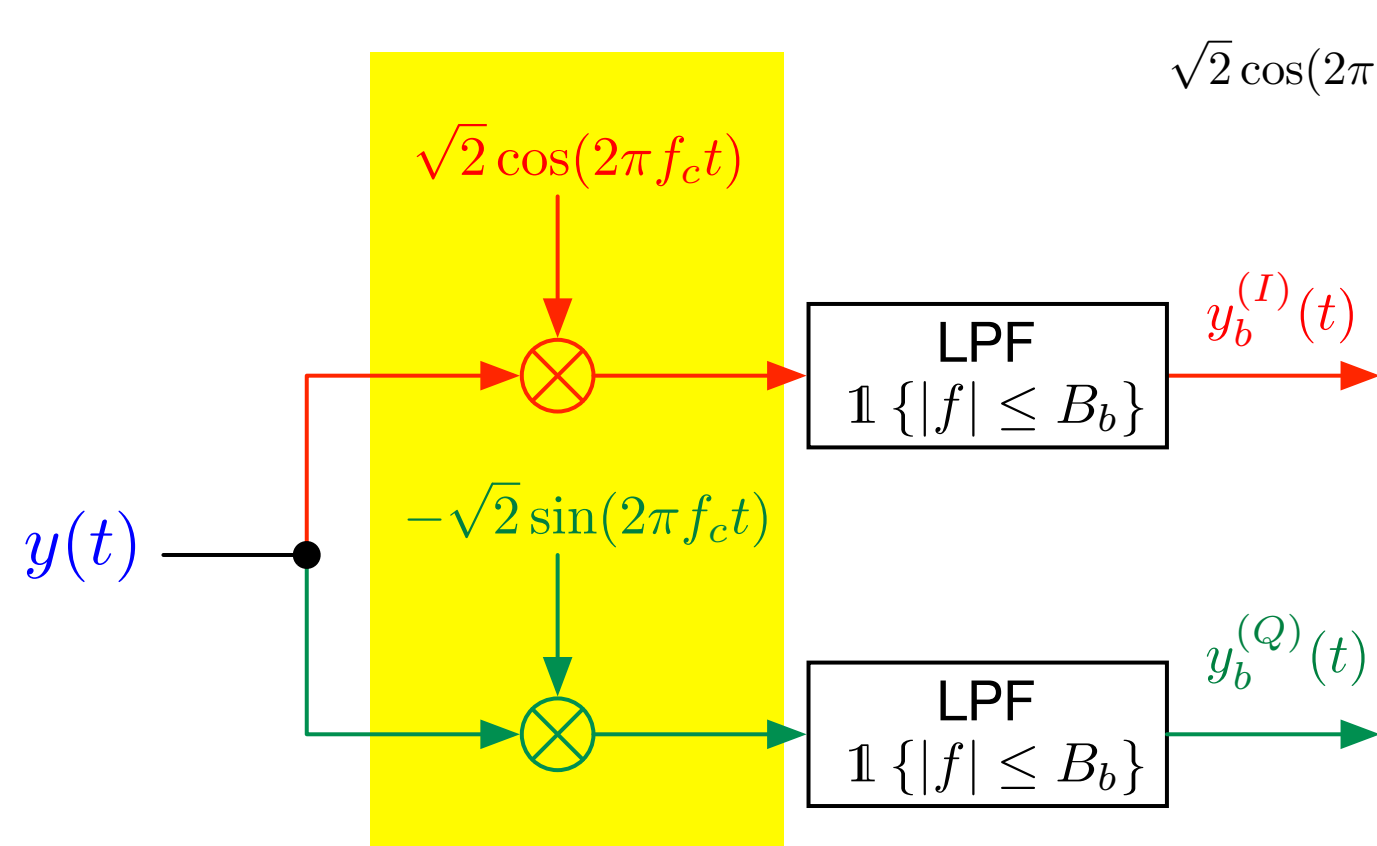 √2 cos(2π
√2 cos(2πf_c t)
y_b^{(I)}(t)
LPF
𝟙 {|f| ≤ B_b}
−√2 sin(2πf_c t)
y(t)
y_b^{(Q)}(t)
LPF
𝟙 {|f| ≤ B_b}